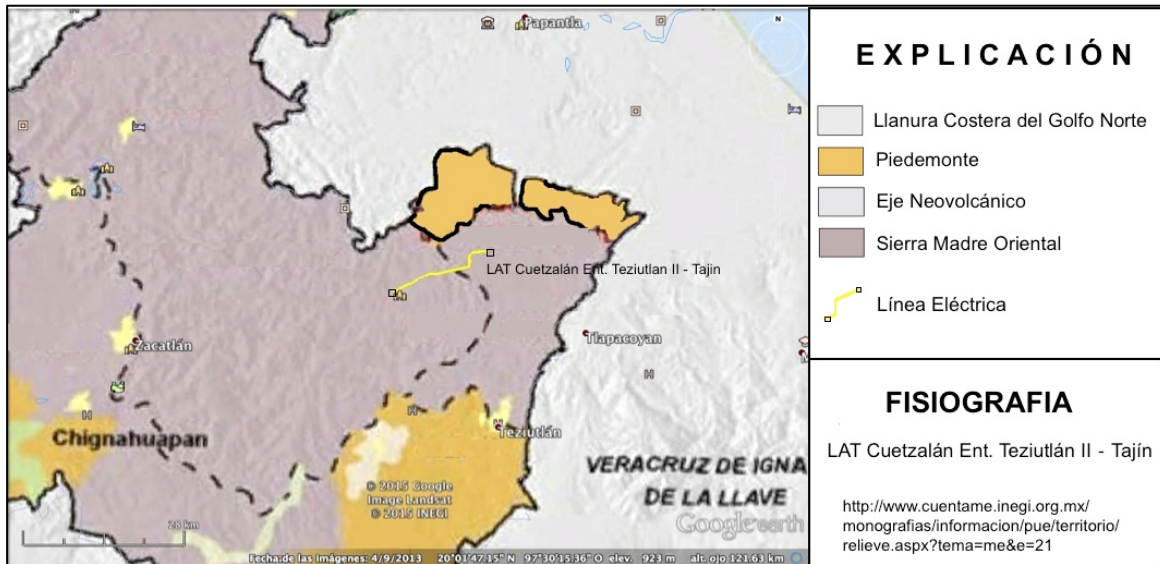 Papantla
N
LAT Cuetzalán Ent. Teziutlan II - Tajin
Tlapacoyan
Zacatlán
H
H
H
Chignahuapan
Teziutlán
VERACRUZ DE IGNA
DE LA LLAVE
© 2015 Google
Image Landsat
© 2015 INEGI
Google earth
28 km
Fecha de las imágenes: 4/9/2013 20°01'47.15" N 97°30'15.36" O elev. 923 m alt. ojo 121.63 km
EXPLICACIÓN
Llanura Costera del Golfo Norte
Piedemonte
Eje Neovolcánico
Sierra Madre Oriental
Línea Eléctrica
FISIOGRAFIA
LAT Cuetzalán Ent. Teziutlán II - Tajín
http://www.cuentame.inegi.org.mx/
monografias/informacion/pue/territorio/
relieve.aspx?tema=me&e=21